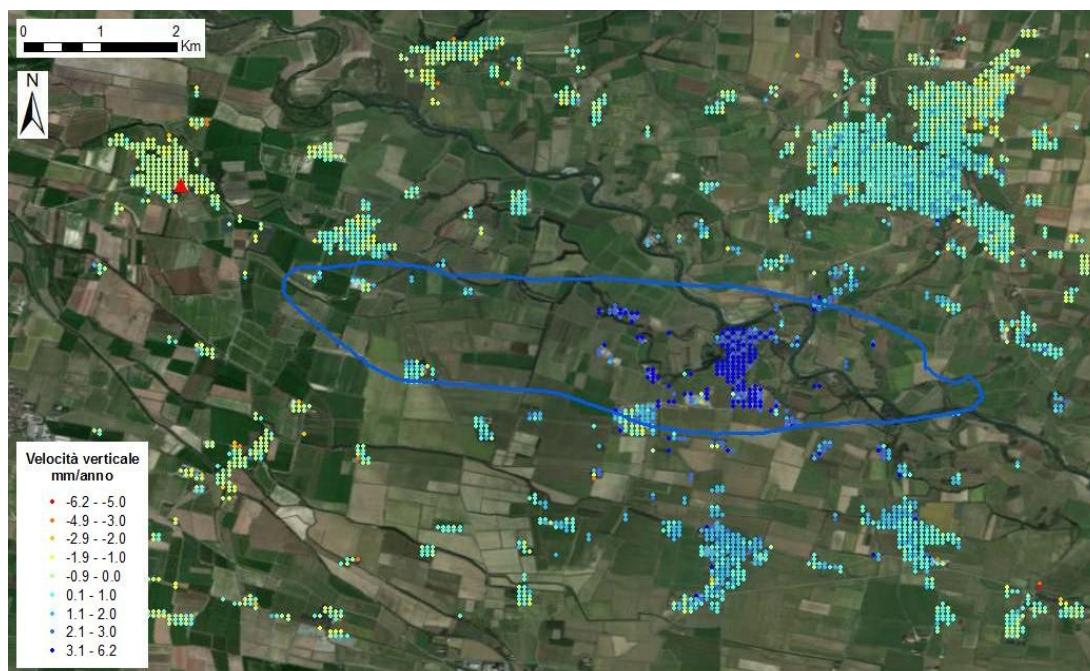 0 1 2
Km
N
Velocità verticale
mm/anno
-6.2 - -5.0
-4.9 - -3.0
-2.9 - -2.0
-1.9 - -1.0
-0.9 - 0.0
0.1 - 1.0
1.1 - 2.0
2.1 - 3.0
3.1 - 6.2